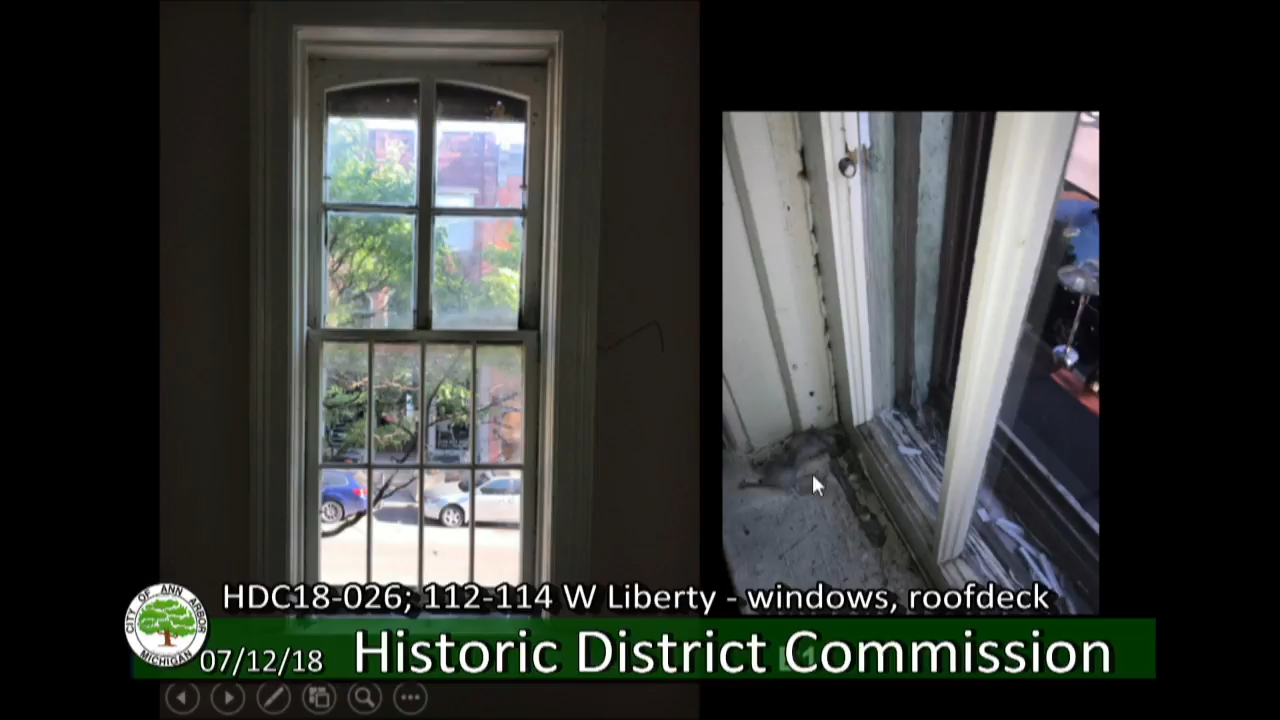 HDC18-026; 112-114 W Liberty - windows, roofdeck
CITY OF ANN ARBOR
MICHIGAN
07/12/18 Historic District Commission